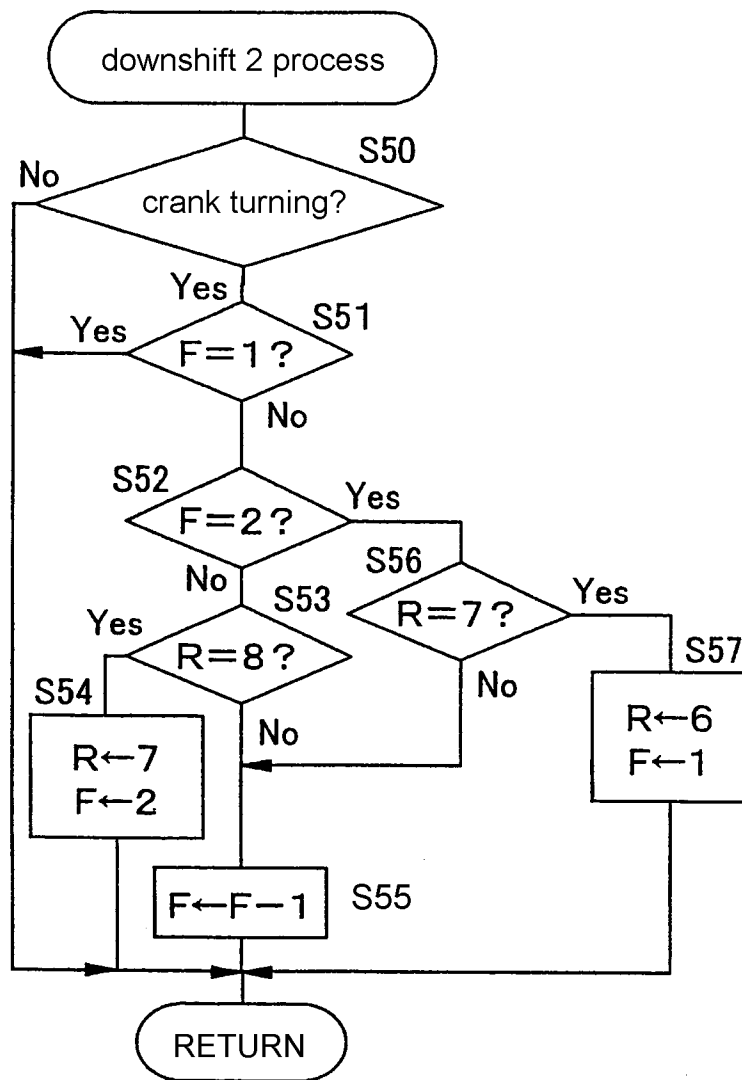 downshift 2 process
S50
No
crank turning?
Yes
S51
Yes
F=1?
No
S52
Yes
F=2?
S56
No
S53
Yes
R=7?
Yes
R=8?
S57
S54
No
No
R←7
F←2
R←6
F←1
F←F−1
S55
RETURN